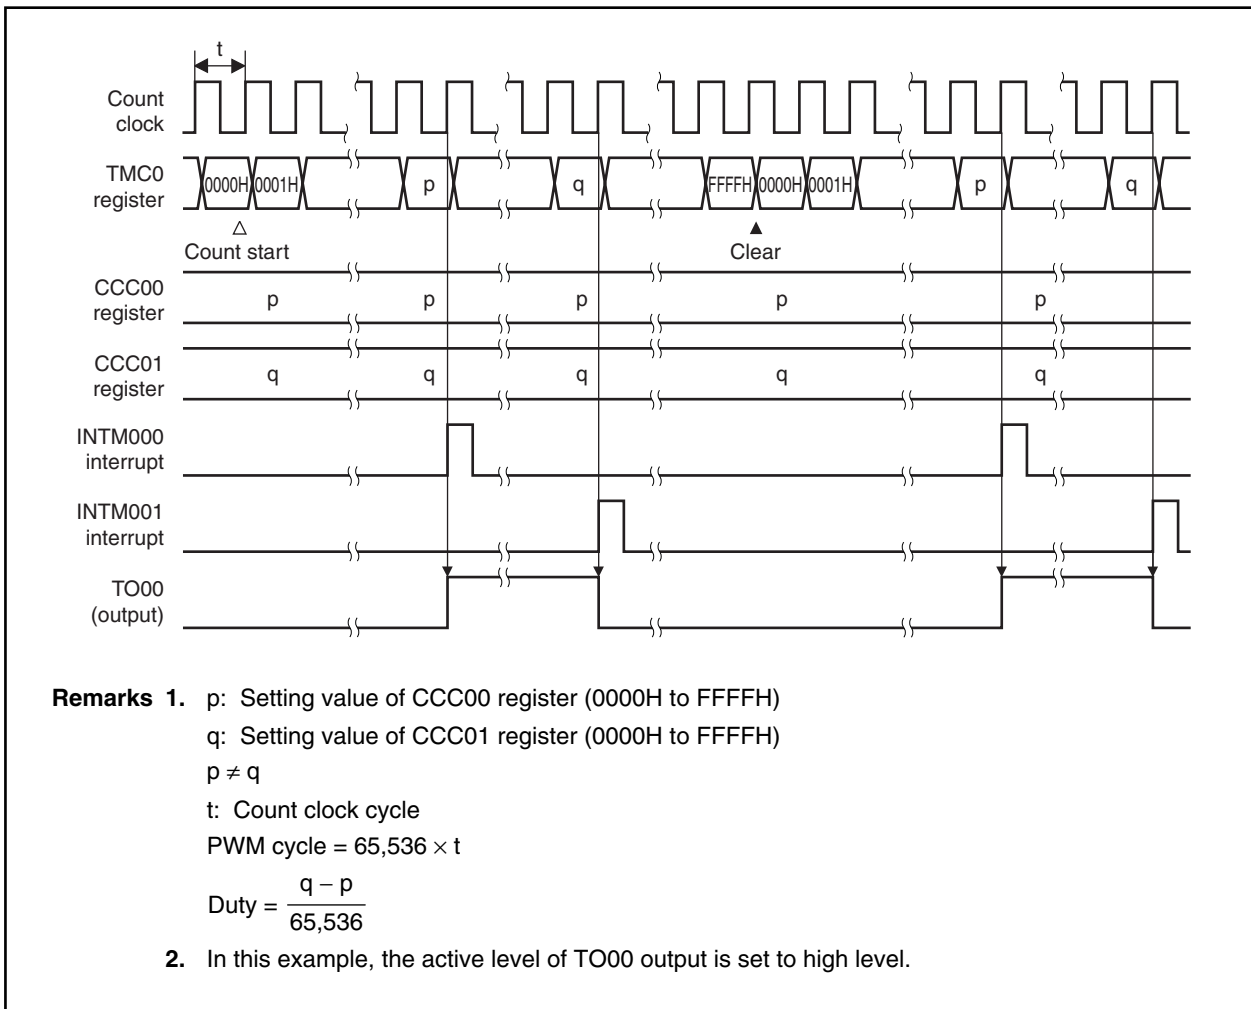 t
Count
clock
TMC0
register
0000H 0001H p q FFFFH 0000H 0001H p q
Count start
Clear
CCC00
register
p p p p p
CCC01
register
q q q q q
INTM000
interrupt
INTM001
interrupt
TO00
(output)
Remarks 1. p: Setting value of CCC00 register (0000H to FFFFH)
q: Setting value of CCC01 register (0000H to FFFFH)
p ≠ q
t: Count clock cycle
PWM cycle = 65,536 × t
Duty = q − p
65,536
2. In this example, the active level of TO00 output is set to high level.